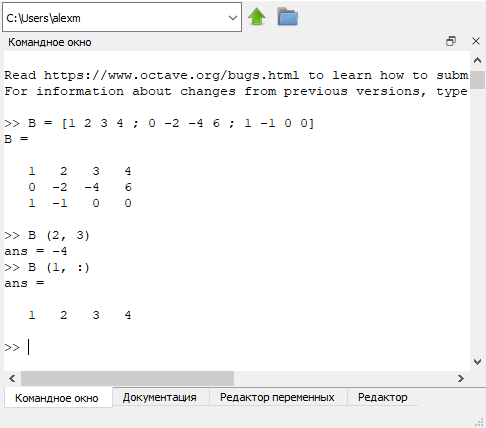 C:\Users\alexm
Командное окно
Read https://www.octave.org/bugs.html to learn how to subm
For information about changes from previous versions, type
>> B = [1 2 3 4 ; 0 -2 -4 6 ; 1 -1 0 0]
B =
1 2 3 4
0 -2 -4 6
1 -1 0 0
>> B (2, 3)
ans = -4
>> B (1, :)
ans =
1 2 3 4
>>
Командное окно Документация Редактор переменных Редактор